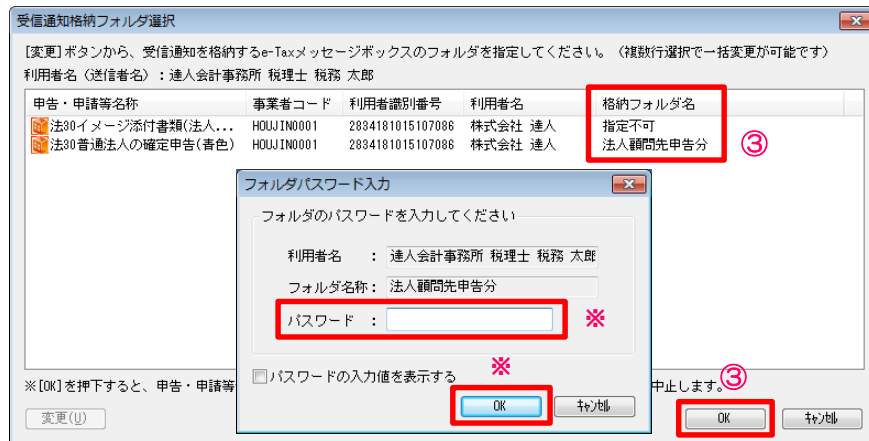 受信通知格納フォルダ選択
[変更]ボタンから、受信通知を格納するe-Taxメッセージボックスのフォルダを指定してください。（複数行選択で一括変更が可能です）
利用者名（送信者名）：達人会計事務所 税理士 税務 太郎
申告・申請等名称 事業者コード 利用者識別番号 利用者名 格納フォルダ名
法30イメージ添付書類(法人... HOUJIN0001 2834181015107086 株式会社 達人 指定不可
法30普通法人の確定申告(青色) HOUJIN0001 2834181015107086 株式会社 達人 法人顧問先申告分
③
フォルダパスワード入力
フォルダのパスワードを入力してください
利用者名 ： 達人会計事務所 税理士 税務 太郎
フォルダ名称： 法人顧問先申告分
パスワード ：
※
パスワードの入力値を表示する
※
OK ｷｬﾝｾﾙ
※[OK]を押下すると、申告・申請等
中止します。
③
変更(U)
OK ｷｬﾝｾﾙ